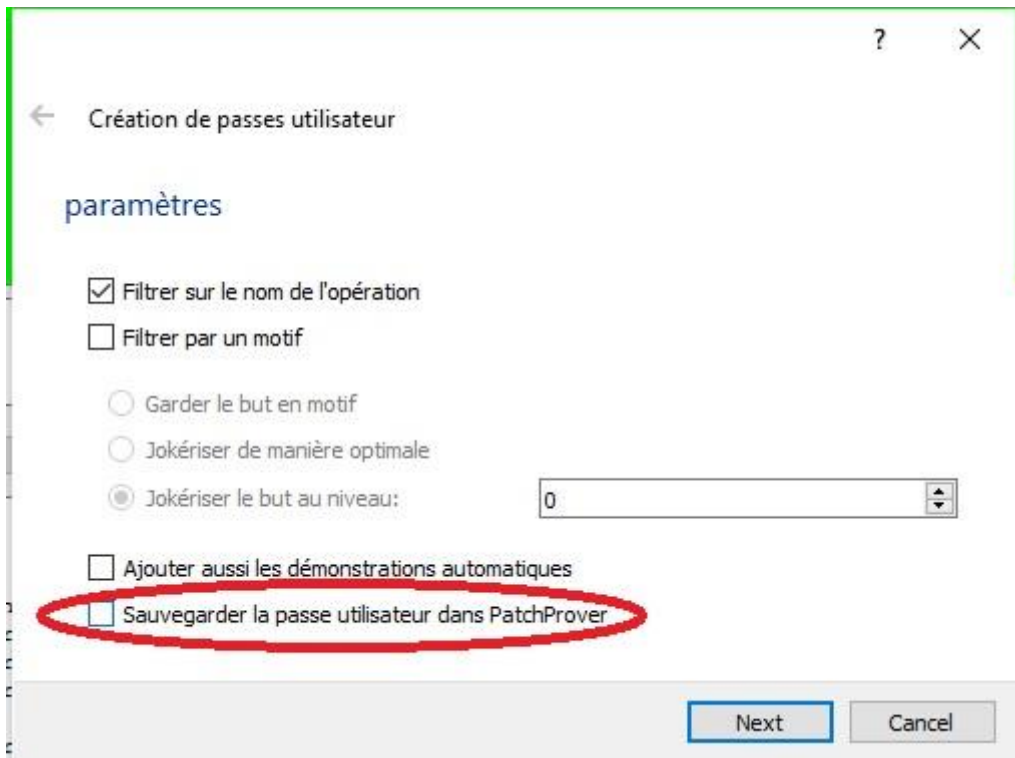 ?
Création de passes utilisateur
paramètres
Filtrer sur le nom de l'opération
Filtrer par un motif
Garder le but en motif
Jokériser de manière optimale
Jokériser le but au niveau: 0
Ajouter aussi les démonstrations automatiques
Sauvegarder la passe utilisateur dans PatchProver
Next Cancel